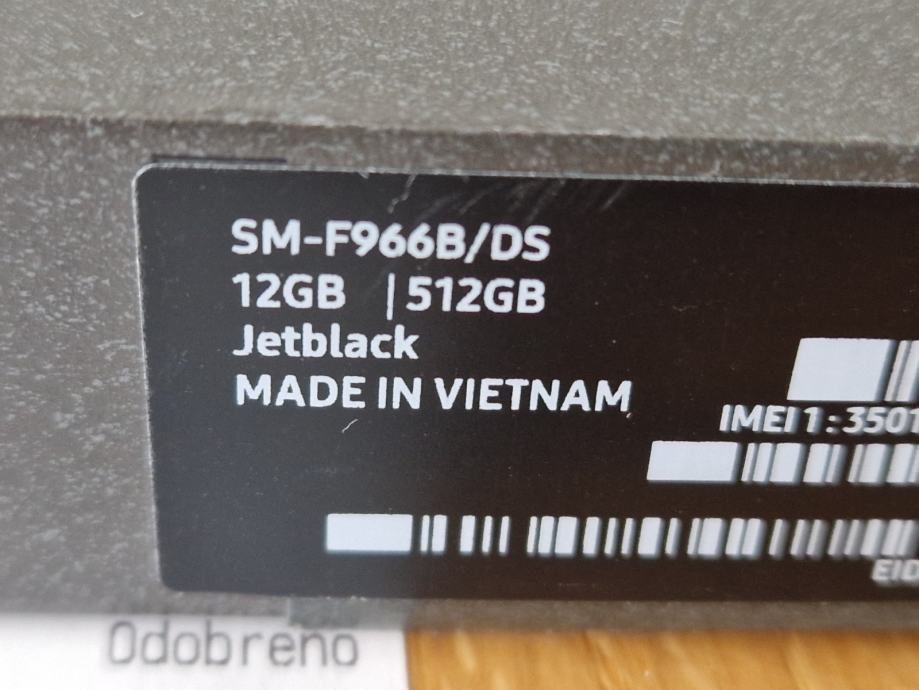 SM-F966B/DS
12GB | 512GB
Jetblack
MADE IN VIETNAM
IMEI 1 : 3501
EID
Odobreno